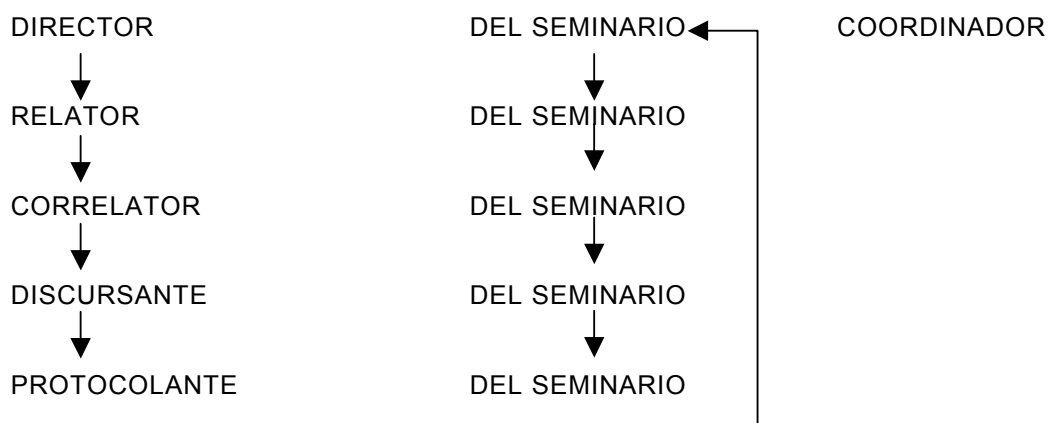 DIRECTOR DEL SEMINARIO COORDINADOR
RELATOR DEL SEMINARIO
CORRELATOR DEL SEMINARIO
DISCURSANTE DEL SEMINARIO
PROTOCOLANTE DEL SEMINARIO